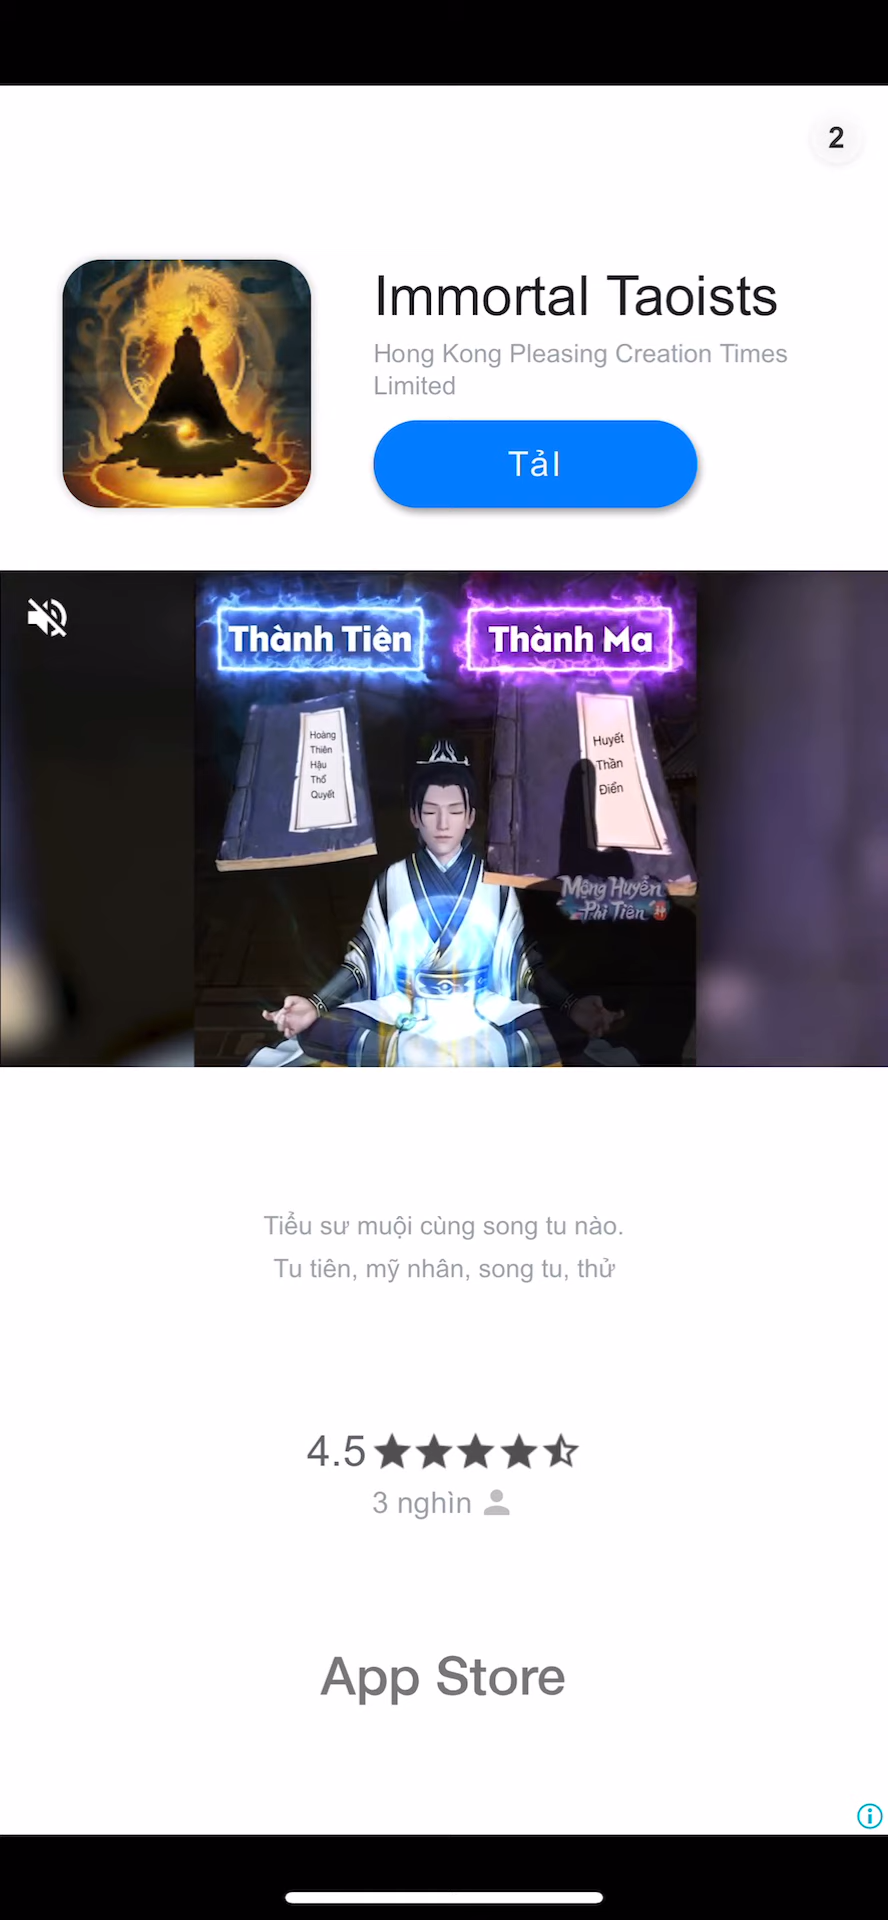 2
Immortal Taoists
Hong Kong Pleasing Creation Times
Limited
Tảl
Thành Tiên
Thành Ma
Hoàng
Thiên
Hậu
Thổ
Quyết
Huyết
Thần
Điển
Mộng Huyễn
Phi Tiên
Tiểu sư muội cùng song tu nào.
Tu tiên, mỹ nhân, song tu, thử
4.5
3 nghìn
App Store